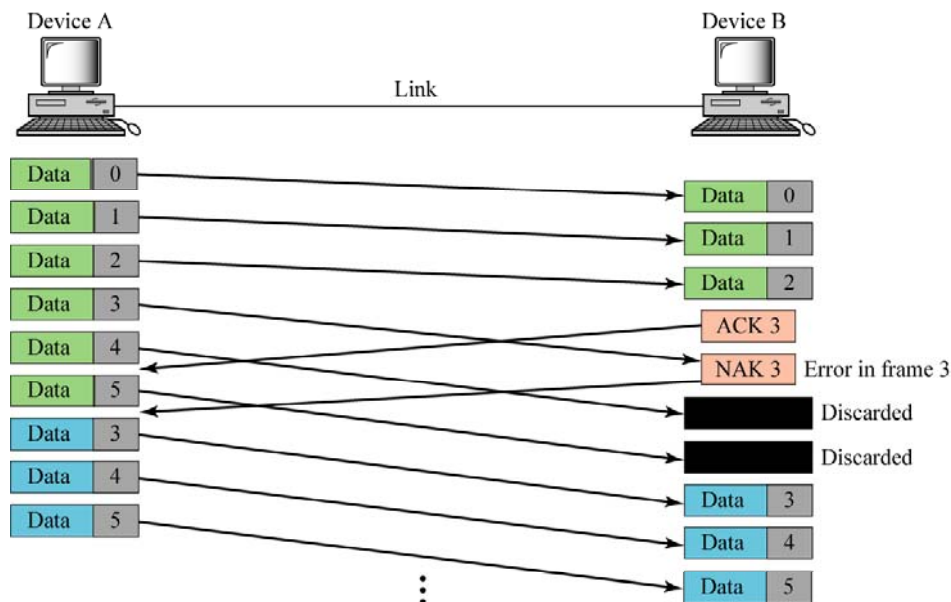 Device A
Device B
Link
Data 0
Data 1
Data 2
Data 3
Data 4
Data 5
Data 3
Data 4
Data 5
Data 0
Data 1
Data 2
ACK 3
NAK 3 Error in frame 3
Discarded
Discarded
Data 3
Data 4
Data 5